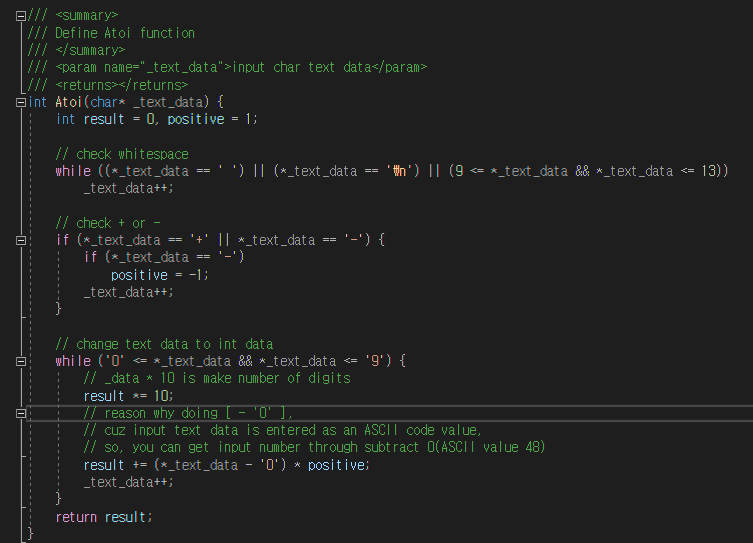 /// <summary>
/// Define Atoi function
/// </summary>
/// <param name="_text_data">input char text data</param>
/// <returns></returns>
int Atoi(char* _text_data) {
    int result = 0, positive = 1;

    // check whitespace
    while ((*_text_data == ' ') || (*_text_data == '₩n') || (9 <= *_text_data && *_text_data <= 13))
        _text_data++;

    // check + or -
    if (*_text_data == '+' || *_text_data == '-') {
        if (*_text_data == '-')
            positive = -1;
        _text_data++;
    }

    // change text data to int data
    while ('0' <= *_text_data && *_text_data <= '9') {
        // _data * 10 is make number of digits
        result *= 10;
        // reason why doing [ - '0' ],
        // cuz input text data is entered as an ASCII code value,
        // so, you can get input number through subtract 0(ASCII value 48)
        result += (*_text_data - '0') * positive;
        _text_data++;
    }
    return result;
}